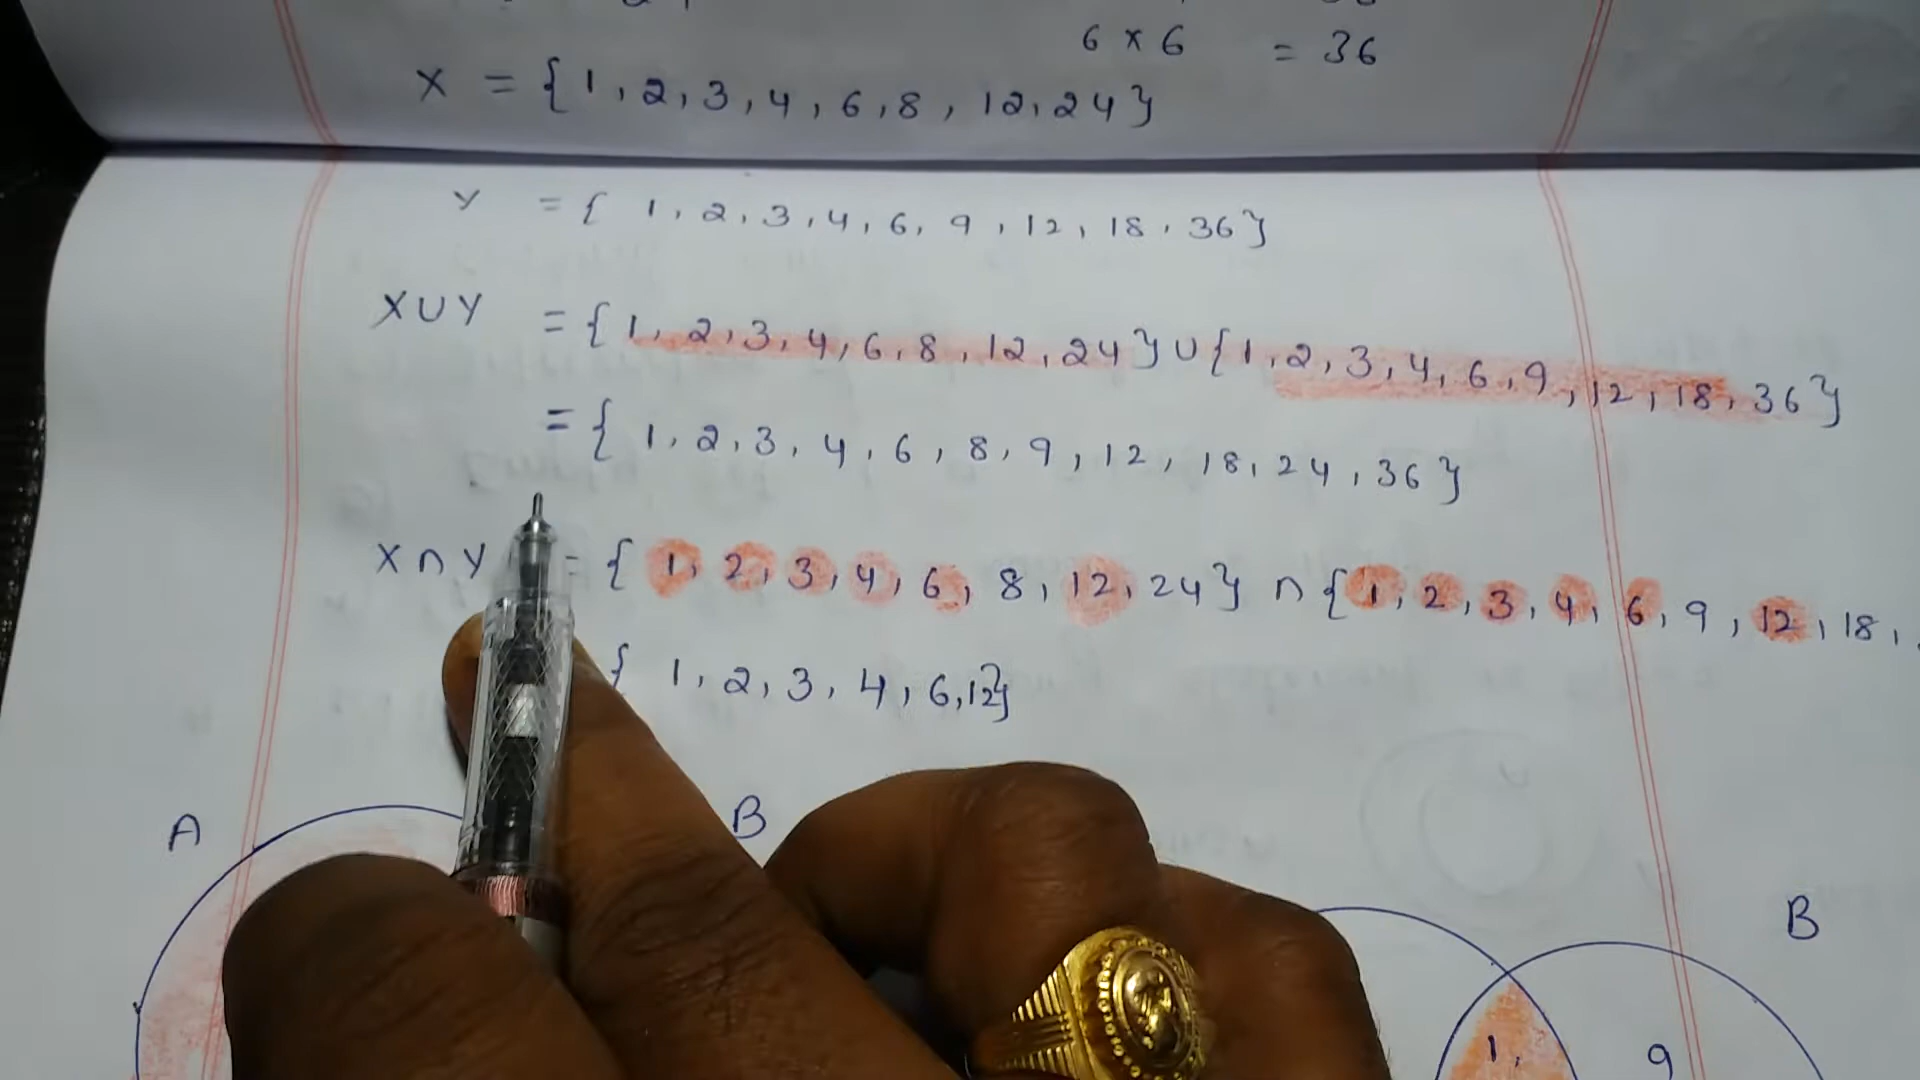 6 × 6 = 36
X = {1, 2, 3, 4, 6, 8, 12, 24}
Y = { 1, 2, 3, 4, 6, 9, 12, 18, 36}
X∪Y = {1, 2, 3, 4, 6, 8, 12, 24} ∪ {1, 2, 3, 4, 6, 9, 12, 18, 36}
= { 1, 2, 3, 4, 6, 8, 9, 12, 18, 24, 36}
X∩Y = { 1, 2, 3, 4, 6, 8, 12, 24} ∩ {1, 2, 3, 4, 6, 9, 12, 18,
{ 1, 2, 3, 4, 6, 12}
A B
B
1, 9